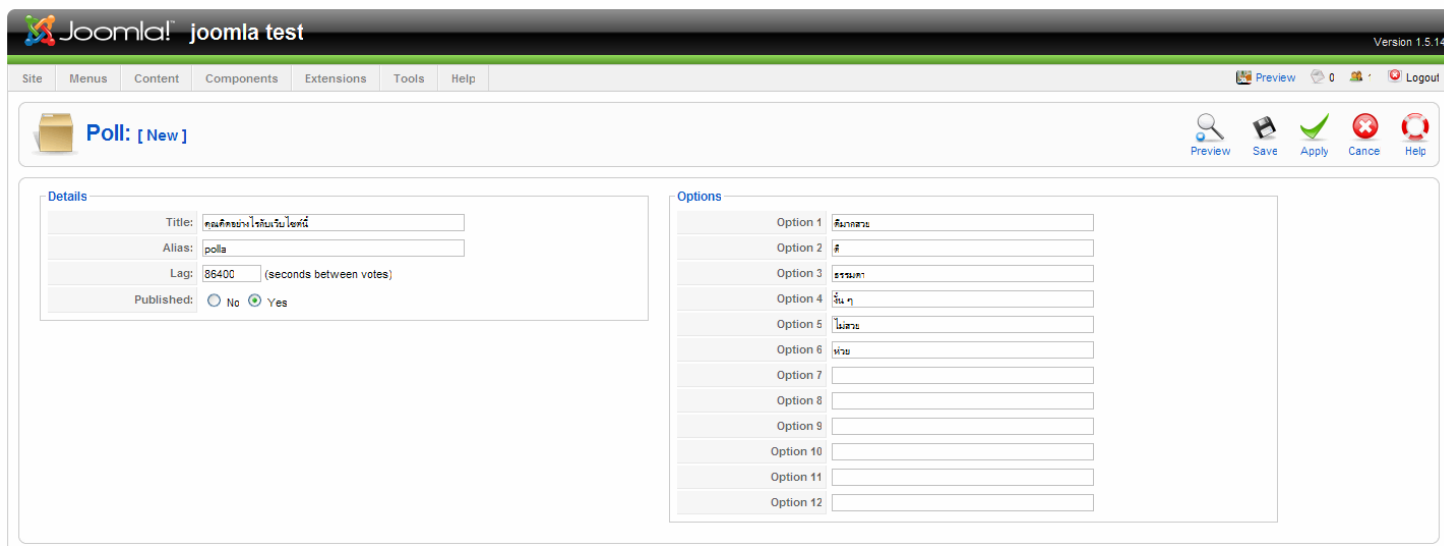 Joomla! joomla test
Version 1.5.14
Site Menus Content Components Extensions Tools Help Preview 0 Logout
Poll: [ New ]
Preview Save Apply Cance Help
Details
Title: คุณคิดอย่างไรกับเว็บไซท์นี้
Alias: polla
Lag: 86400 (seconds between votes)
Published: No Yes
Options
Option 1 ดีมากสวย
Option 2 ดี
Option 3 ธรรมดา
Option 4 งั้น ๆ
Option 5 ไม่สวย
Option 6 ห่วย
Option 7
Option 8
Option 9
Option 10
Option 11
Option 12